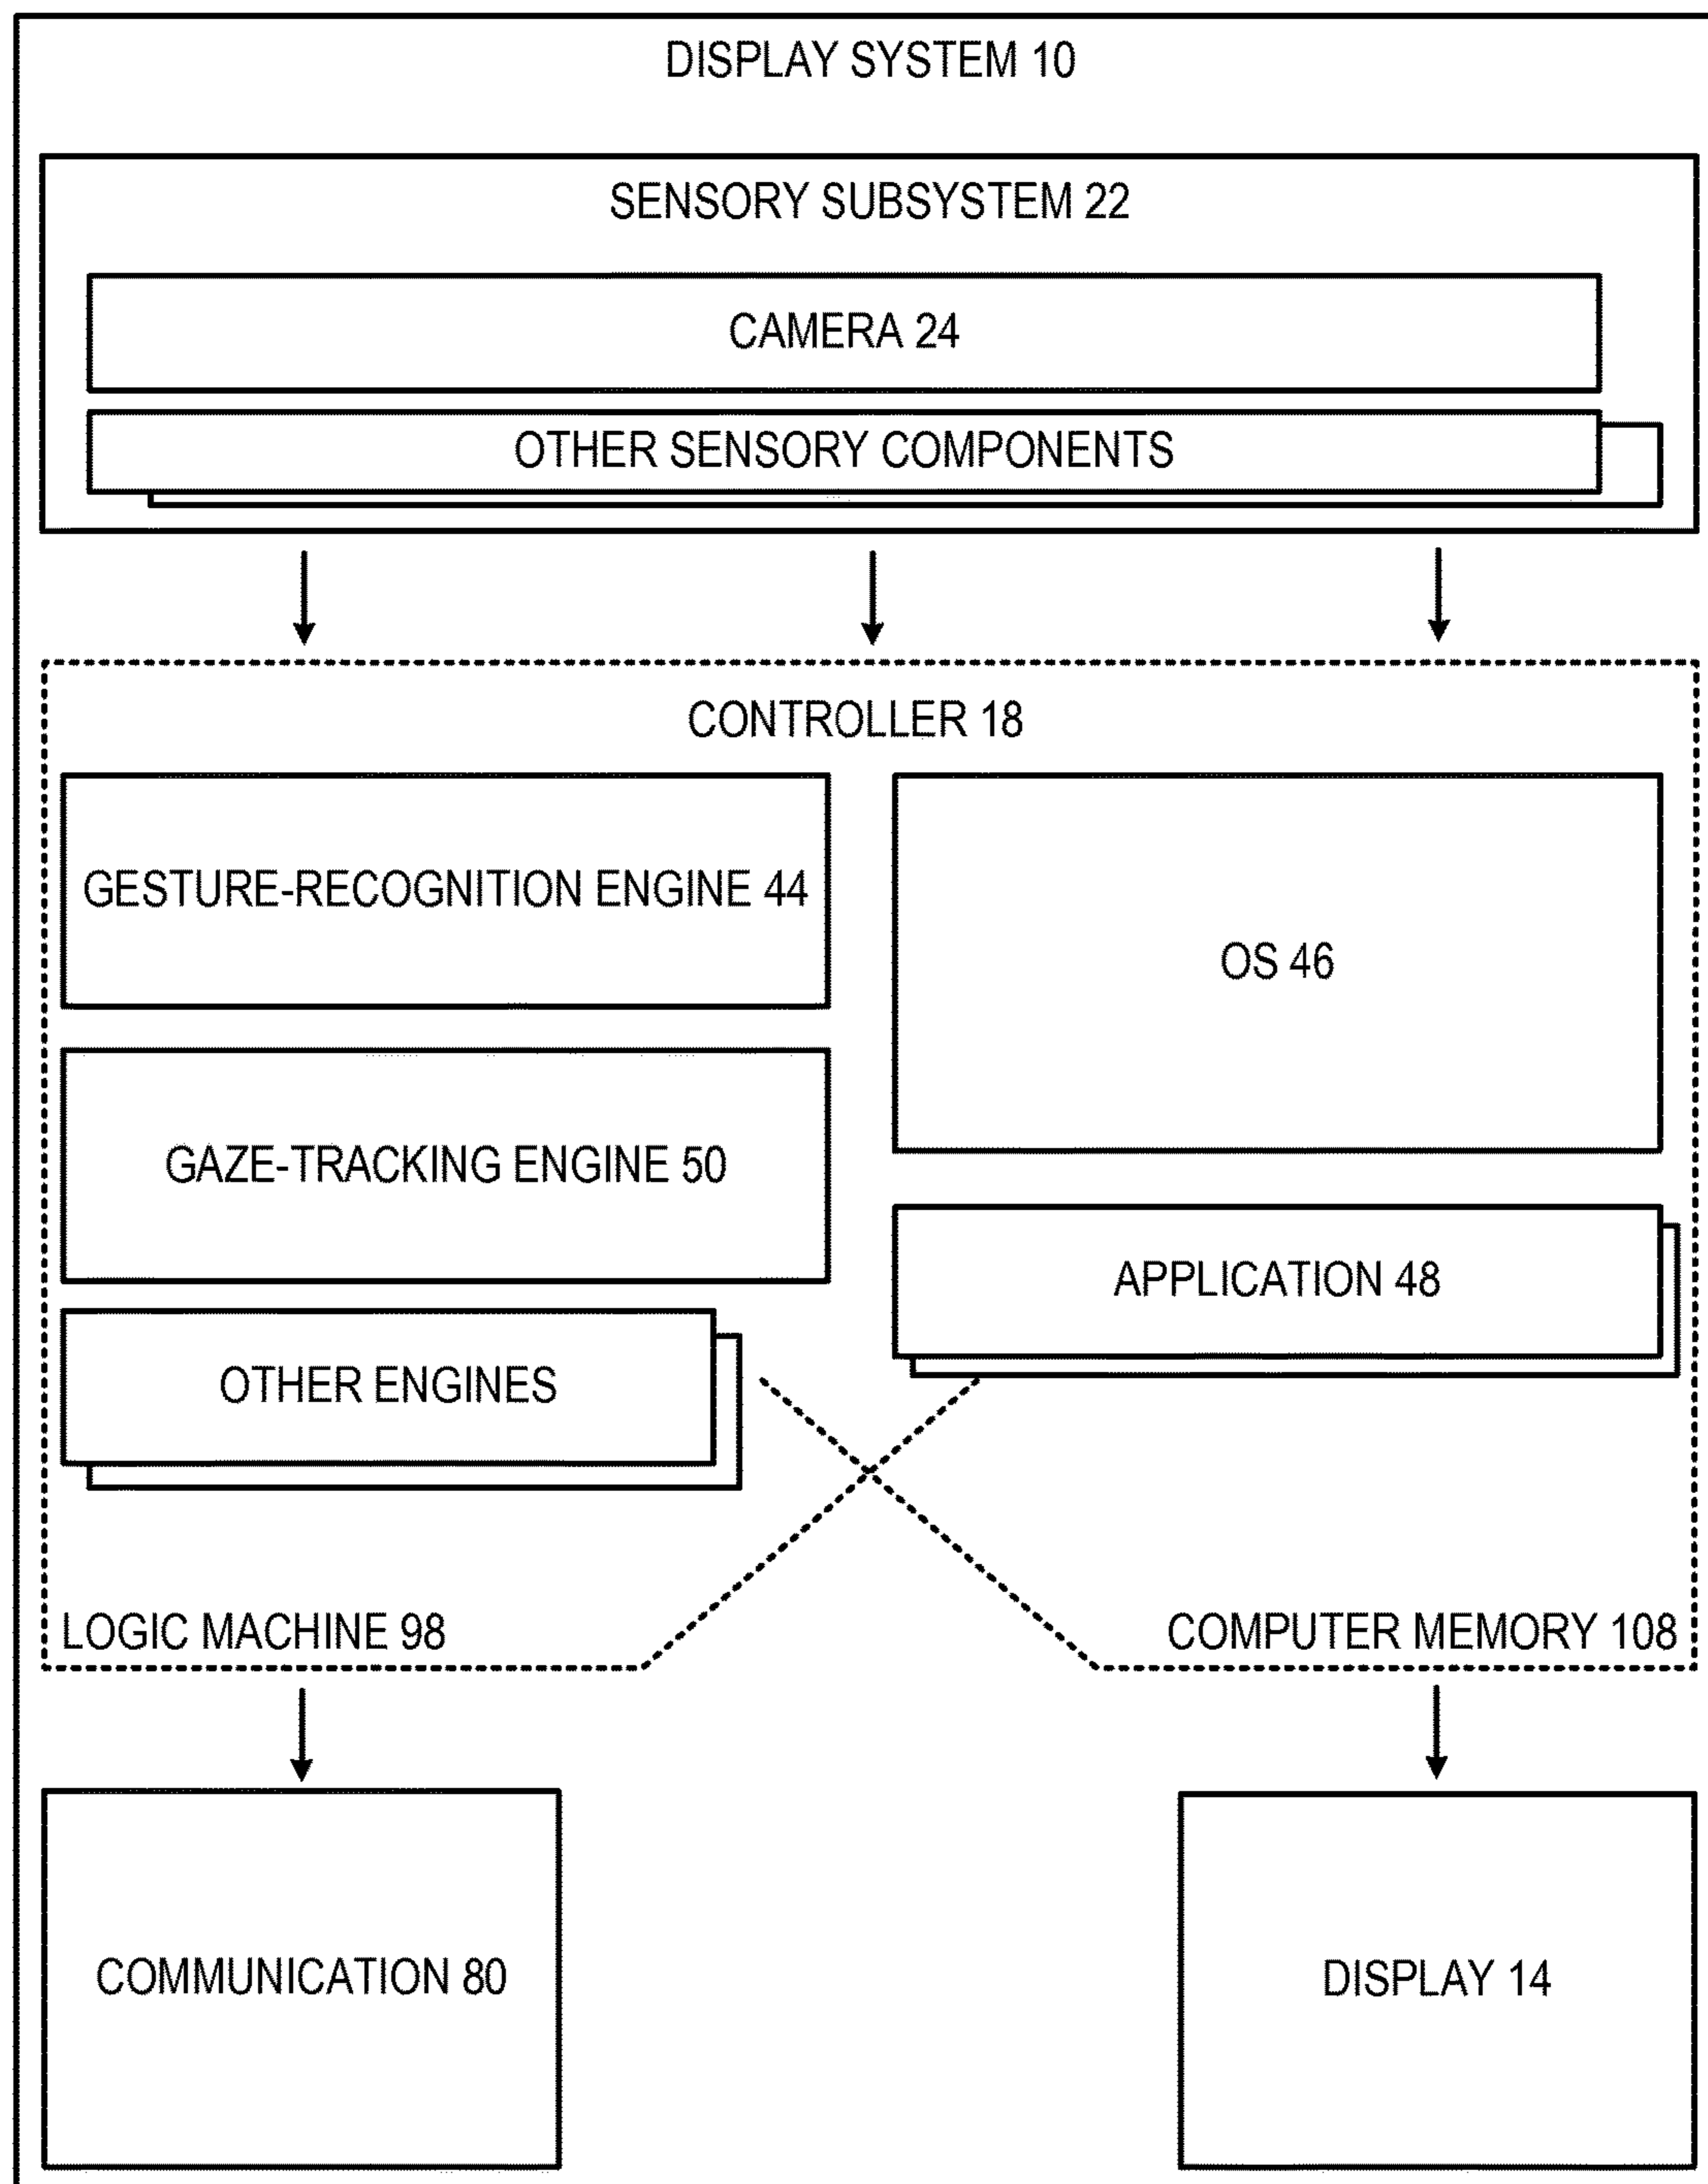 DISPLAY SYSTEM 10
SENSORY SUBSYSTEM 22
CAMERA 24
OTHER SENSORY COMPONENTS
CONTROLLER 18
GESTURE-RECOGNITION ENGINE 44
OS 46
GAZE-TRACKING ENGINE 50
APPLICATION 48
OTHER ENGINES
LOGIC MACHINE 98
COMPUTER MEMORY 108
COMMUNICATION 80
DISPLAY 14